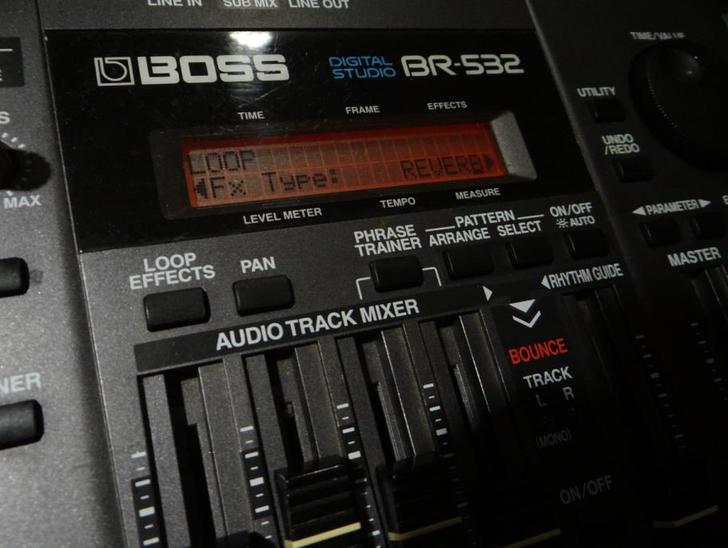 LINE IN SUB MIX LINE OUT
BOSS DIGITAL STUDIO BR-532
TIME FRAME EFFECTS
LOOP
◀Fx Type: REVERB▶
LEVEL METER TEMPO MEASURE
UTILITY
UNDO
/REDO
MAX
LOOP
EFFECTS
PAN
PHRASE
TRAINER
PATTERN
ARRANGE SELECT
ON/OFF
AUTO
◀PARAMETER▶
MASTER
◀RHYTHM GUIDE
AUDIO TRACK MIXER
BOUNCE
TRACK
L R
(MONO)
ON/OFF